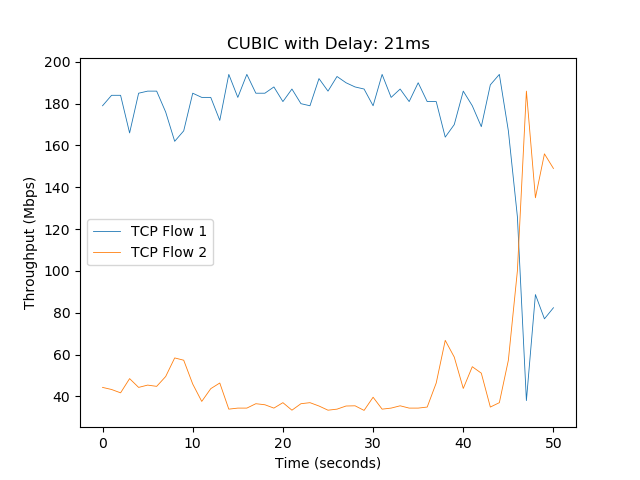 CUBIC with Delay: 21ms
Throughput (Mbps)
200
180
160
140
120
100
80
60
40
TCP Flow 1
TCP Flow 2
0 10 20 30 40 50
Time (seconds)